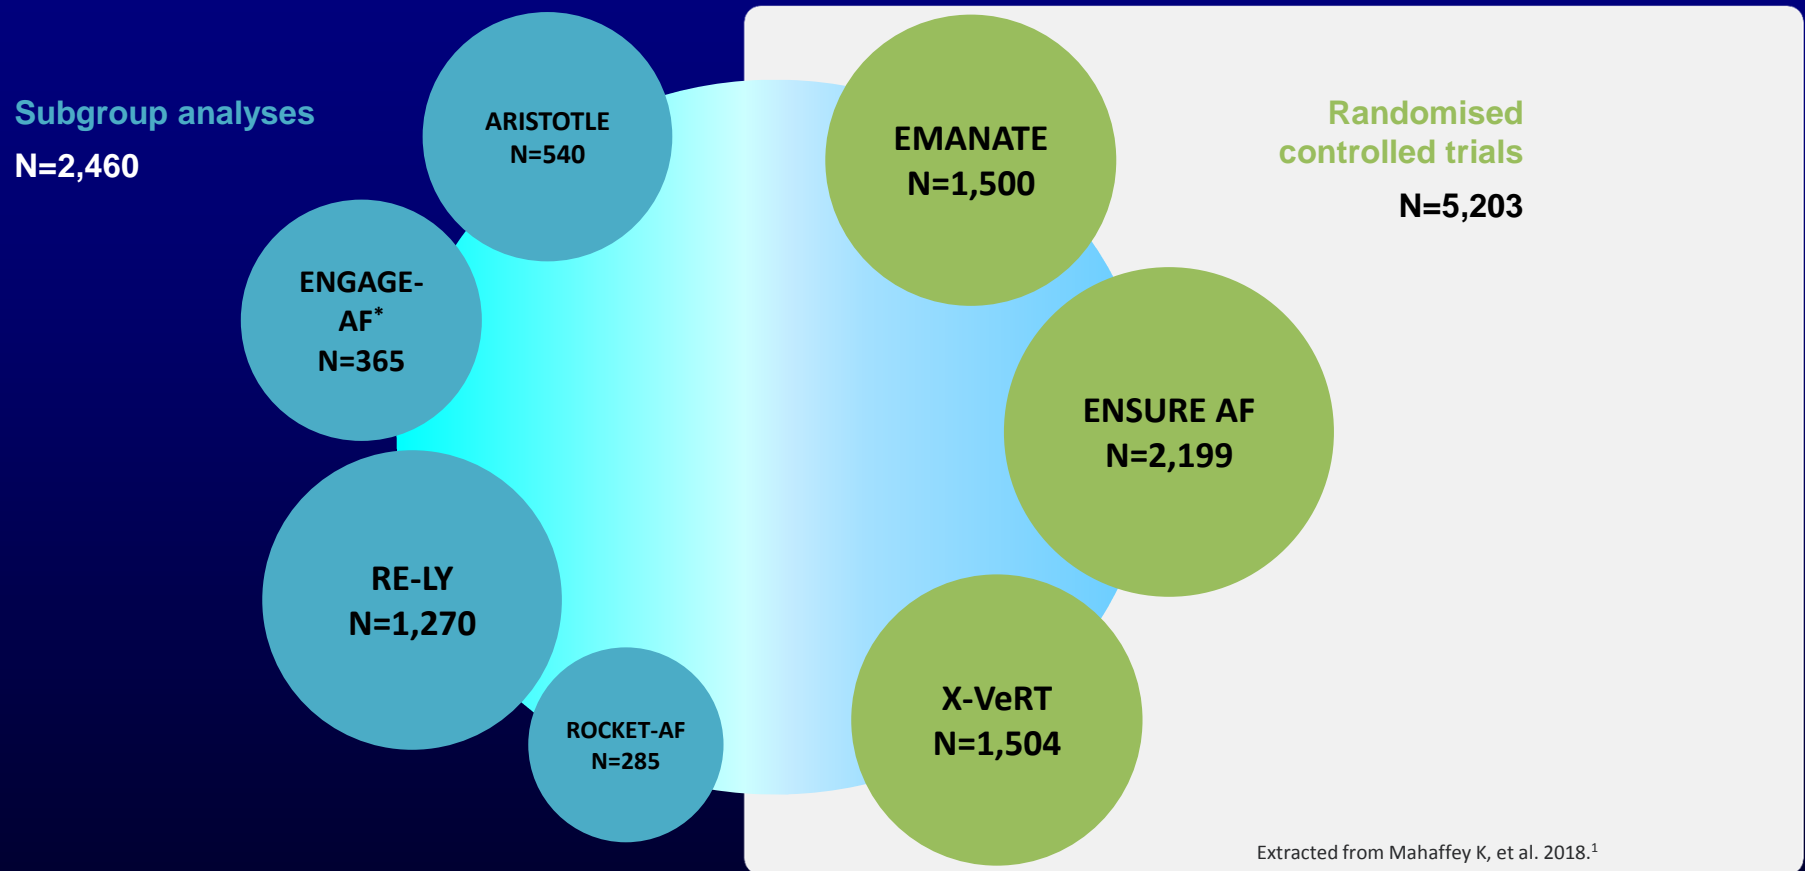 Subgroup analyses
N=2,460
ARISTOTLE
N=540
ENGAGE-
AF*
N=365
RE-LY
N=1,270
ROCKET-AF
N=285
EMANATE
N=1,500
ENSURE AF
N=2,199
X-VeRT
N=1,504
Randomised
controlled trials
N=5,203
Extracted from Mahaffey K, et al. 2018.¹